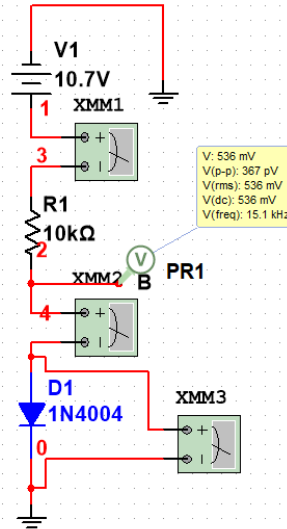 V1
10.7V
XMM1
1
+
3
-
R1
10kΩ
2
V: 536 mV
V(p-p): 367 pV
V(rms): 536 mV
V(dc): 536 mV
V(freq): 15.1 kHz
V
PR1
XMM2
B
4
+
-
D1
1N4004
XMM3
+
0
-